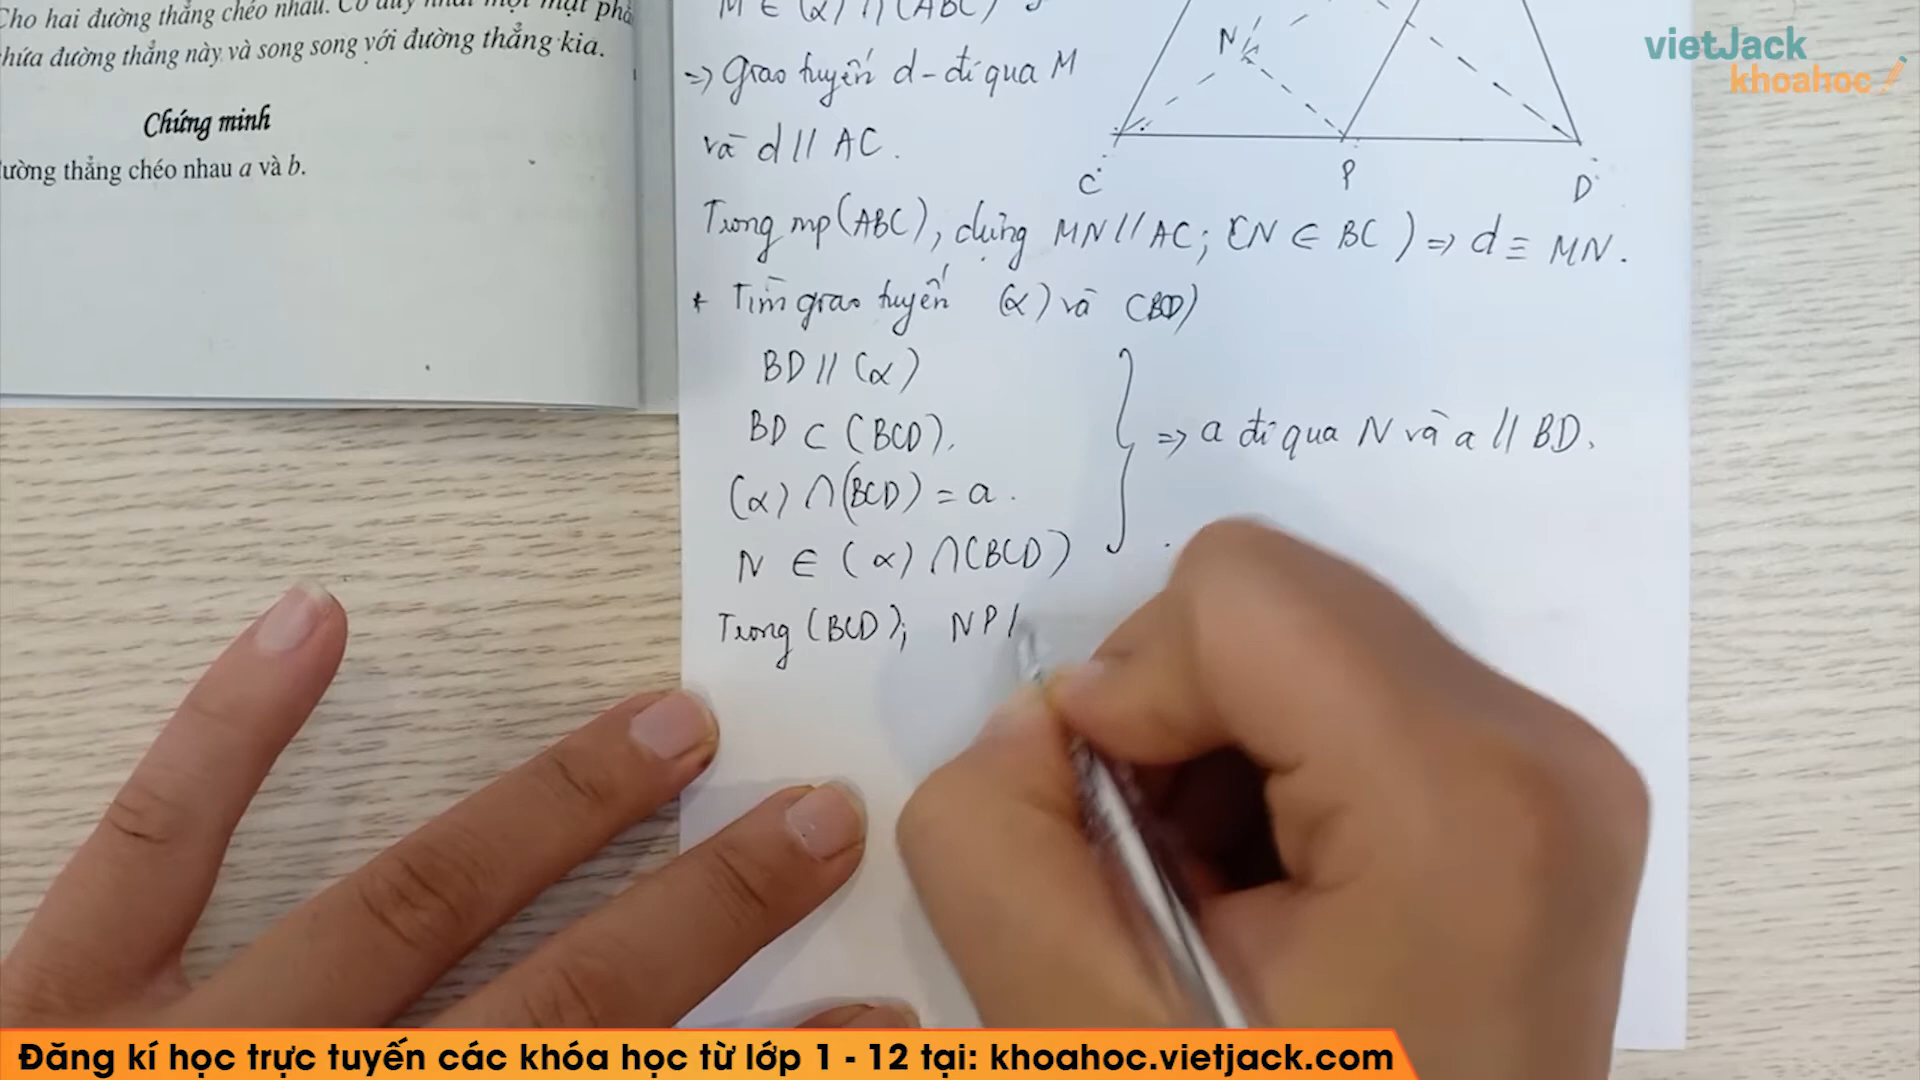 Cho hai đường thẳng chéo nhau. Có duy nhất một mặt phẳ
hứa đường thẳng này và song song với đường thẳng kia.
Chứng minh
ường thẳng chéo nhau a và b.
M ∈ (α) ∩ (ABC)
=> Giao tuyến d - đi qua M
và d // AC.
N
C P D
Trong mp(ABC), dựng MN // AC; (N ∈ BC) => d ≡ MN.
* Tìm giao tuyến (α) và (BCD)
BD // (α)
BD ⊂ (BCD).
(α) ∩ (BCD) = a.
N ∈ (α) ∩ (BCD)
=> a đi qua N và a // BD.
Trong (BCD); NP /
vietJack
khoahoc
Đăng kí học trực tuyến các khóa học từ lớp 1 - 12 tại: khoahoc.vietjack.com